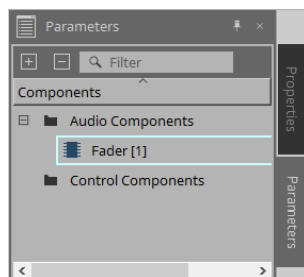 Parameters
Filter
Components
Audio Components
Fader [1]
Control Components
Properties
Parameters